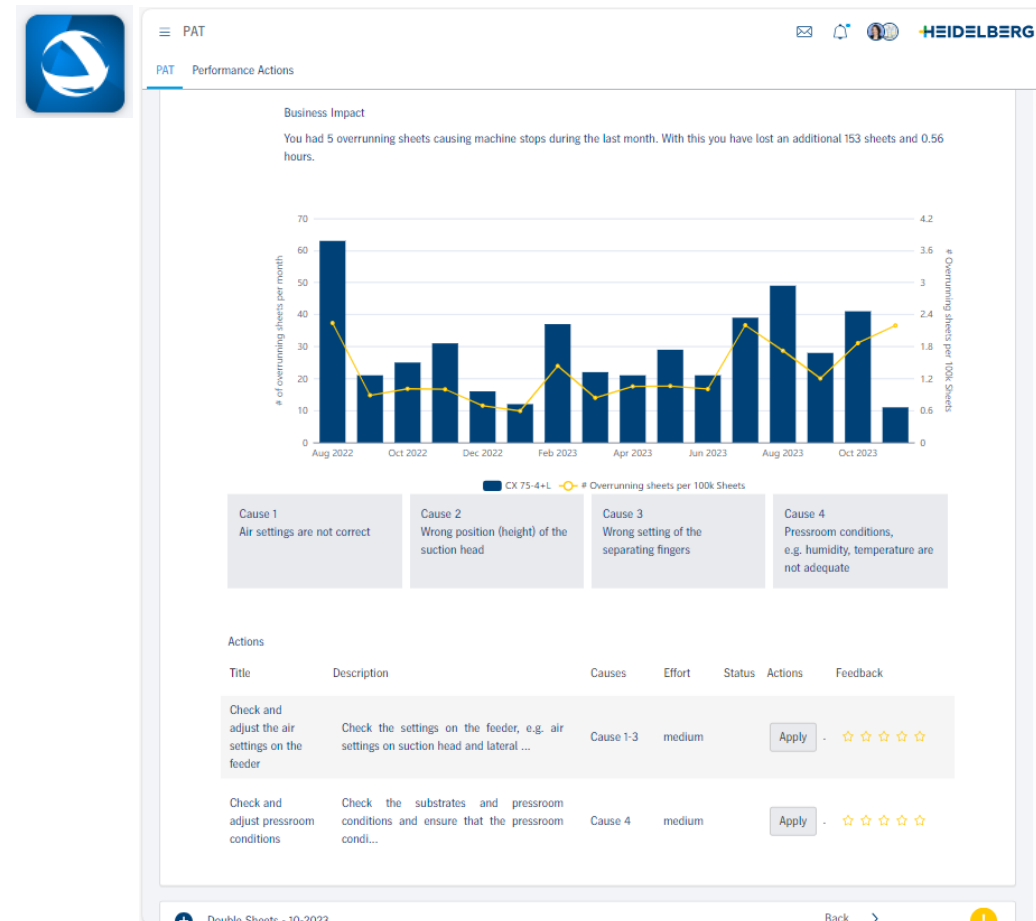 PAT
HEIDELBERG
PAT Performance Actions
Business Impact
You had 5 overrunning sheets causing machine stops during the last month. With this you have lost an additional 153 sheets and 0.56
hours.
# of overrunning sheets per month
70
60
50
40
30
20
10
0
4.2
3.6
3
2.4
1.8
1.2
0.6
0
# Overrunning sheets per 100k Sheets
Aug 2022 Oct 2022 Dec 2022 Feb 2023 Apr 2023 Jun 2023 Aug 2023 Oct 2023
CX 75-4+L # Overrunning sheets per 100k Sheets
Cause 1
Air settings are not correct
Cause 2
Wrong position (height) of the
suction head
Cause 3
Wrong setting of the
separating fingers
Cause 4
Pressroom conditions,
e.g. humidity, temperature are
not adequate
Actions
Title Description Causes Effort Status Actions Feedback
Check and
adjust the air
settings on the
feeder
Check the settings on the feeder, e.g. air
settings on suction head and lateral ...
Cause 1-3 medium Apply -
Check and
adjust pressroom
conditions
Check the substrates and pressroom
conditions and ensure that the pressroom
condi...
Cause 4 medium Apply -
Double Sheets - 10-2023
Back